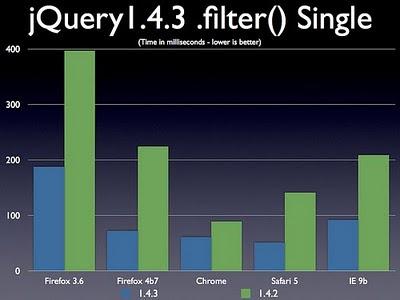 jQuery1.4.3 .filter() Single
(Time in milliseconds - lower is better)
400
300
200
100
0
Firefox 3.6 Firefox 4b7 Chrome Safari 5 IE 9b
1.4.3 1.4.2